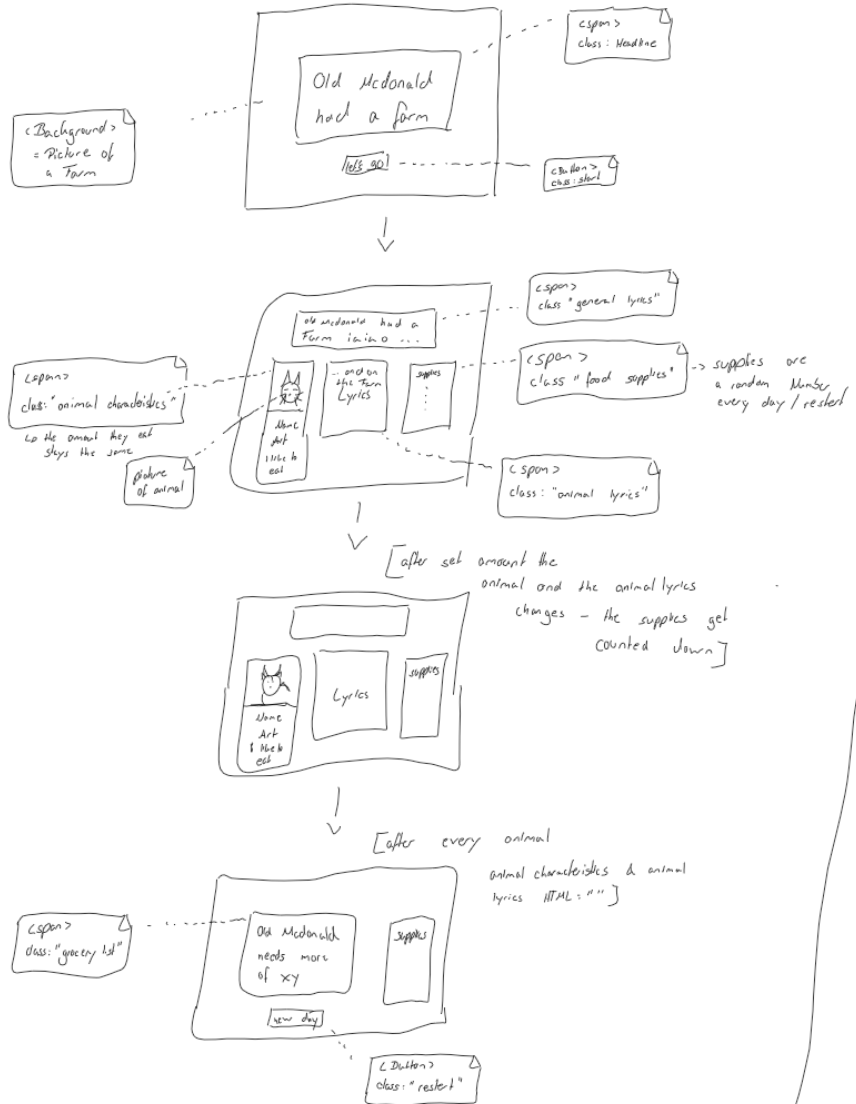 <span>
class: Headline
Old Mcdonald
had a farm
<Background>
= Picture of
a Farm
let's go!
<Button>
class: start
<span>
class "general lyrics"
old Mcdonald had a
Farm iaiao ...
<span>
class: "animal characteristics"
↳ the amount they eat
stays the same
picture
of animal
Name
Art
I like to
eat
... and on
the Farm
Lyrics
supplies
<span>
class "food supplies"
-> supplies are
a random Number
every day / restart
<span>
class: "animal lyrics"
[after set amount the
animal and the animal lyrics
changes - the supplies get
counted down]
Name
Art
I like to
eat
Lyrics
supplies
[after every animal
animal characteristics & animal
lyrics HTML: ""]
<span>
class: "grocery list"
Old Mcdonald
needs more
of xy
supplies
new day
<Button>
class: "restert"